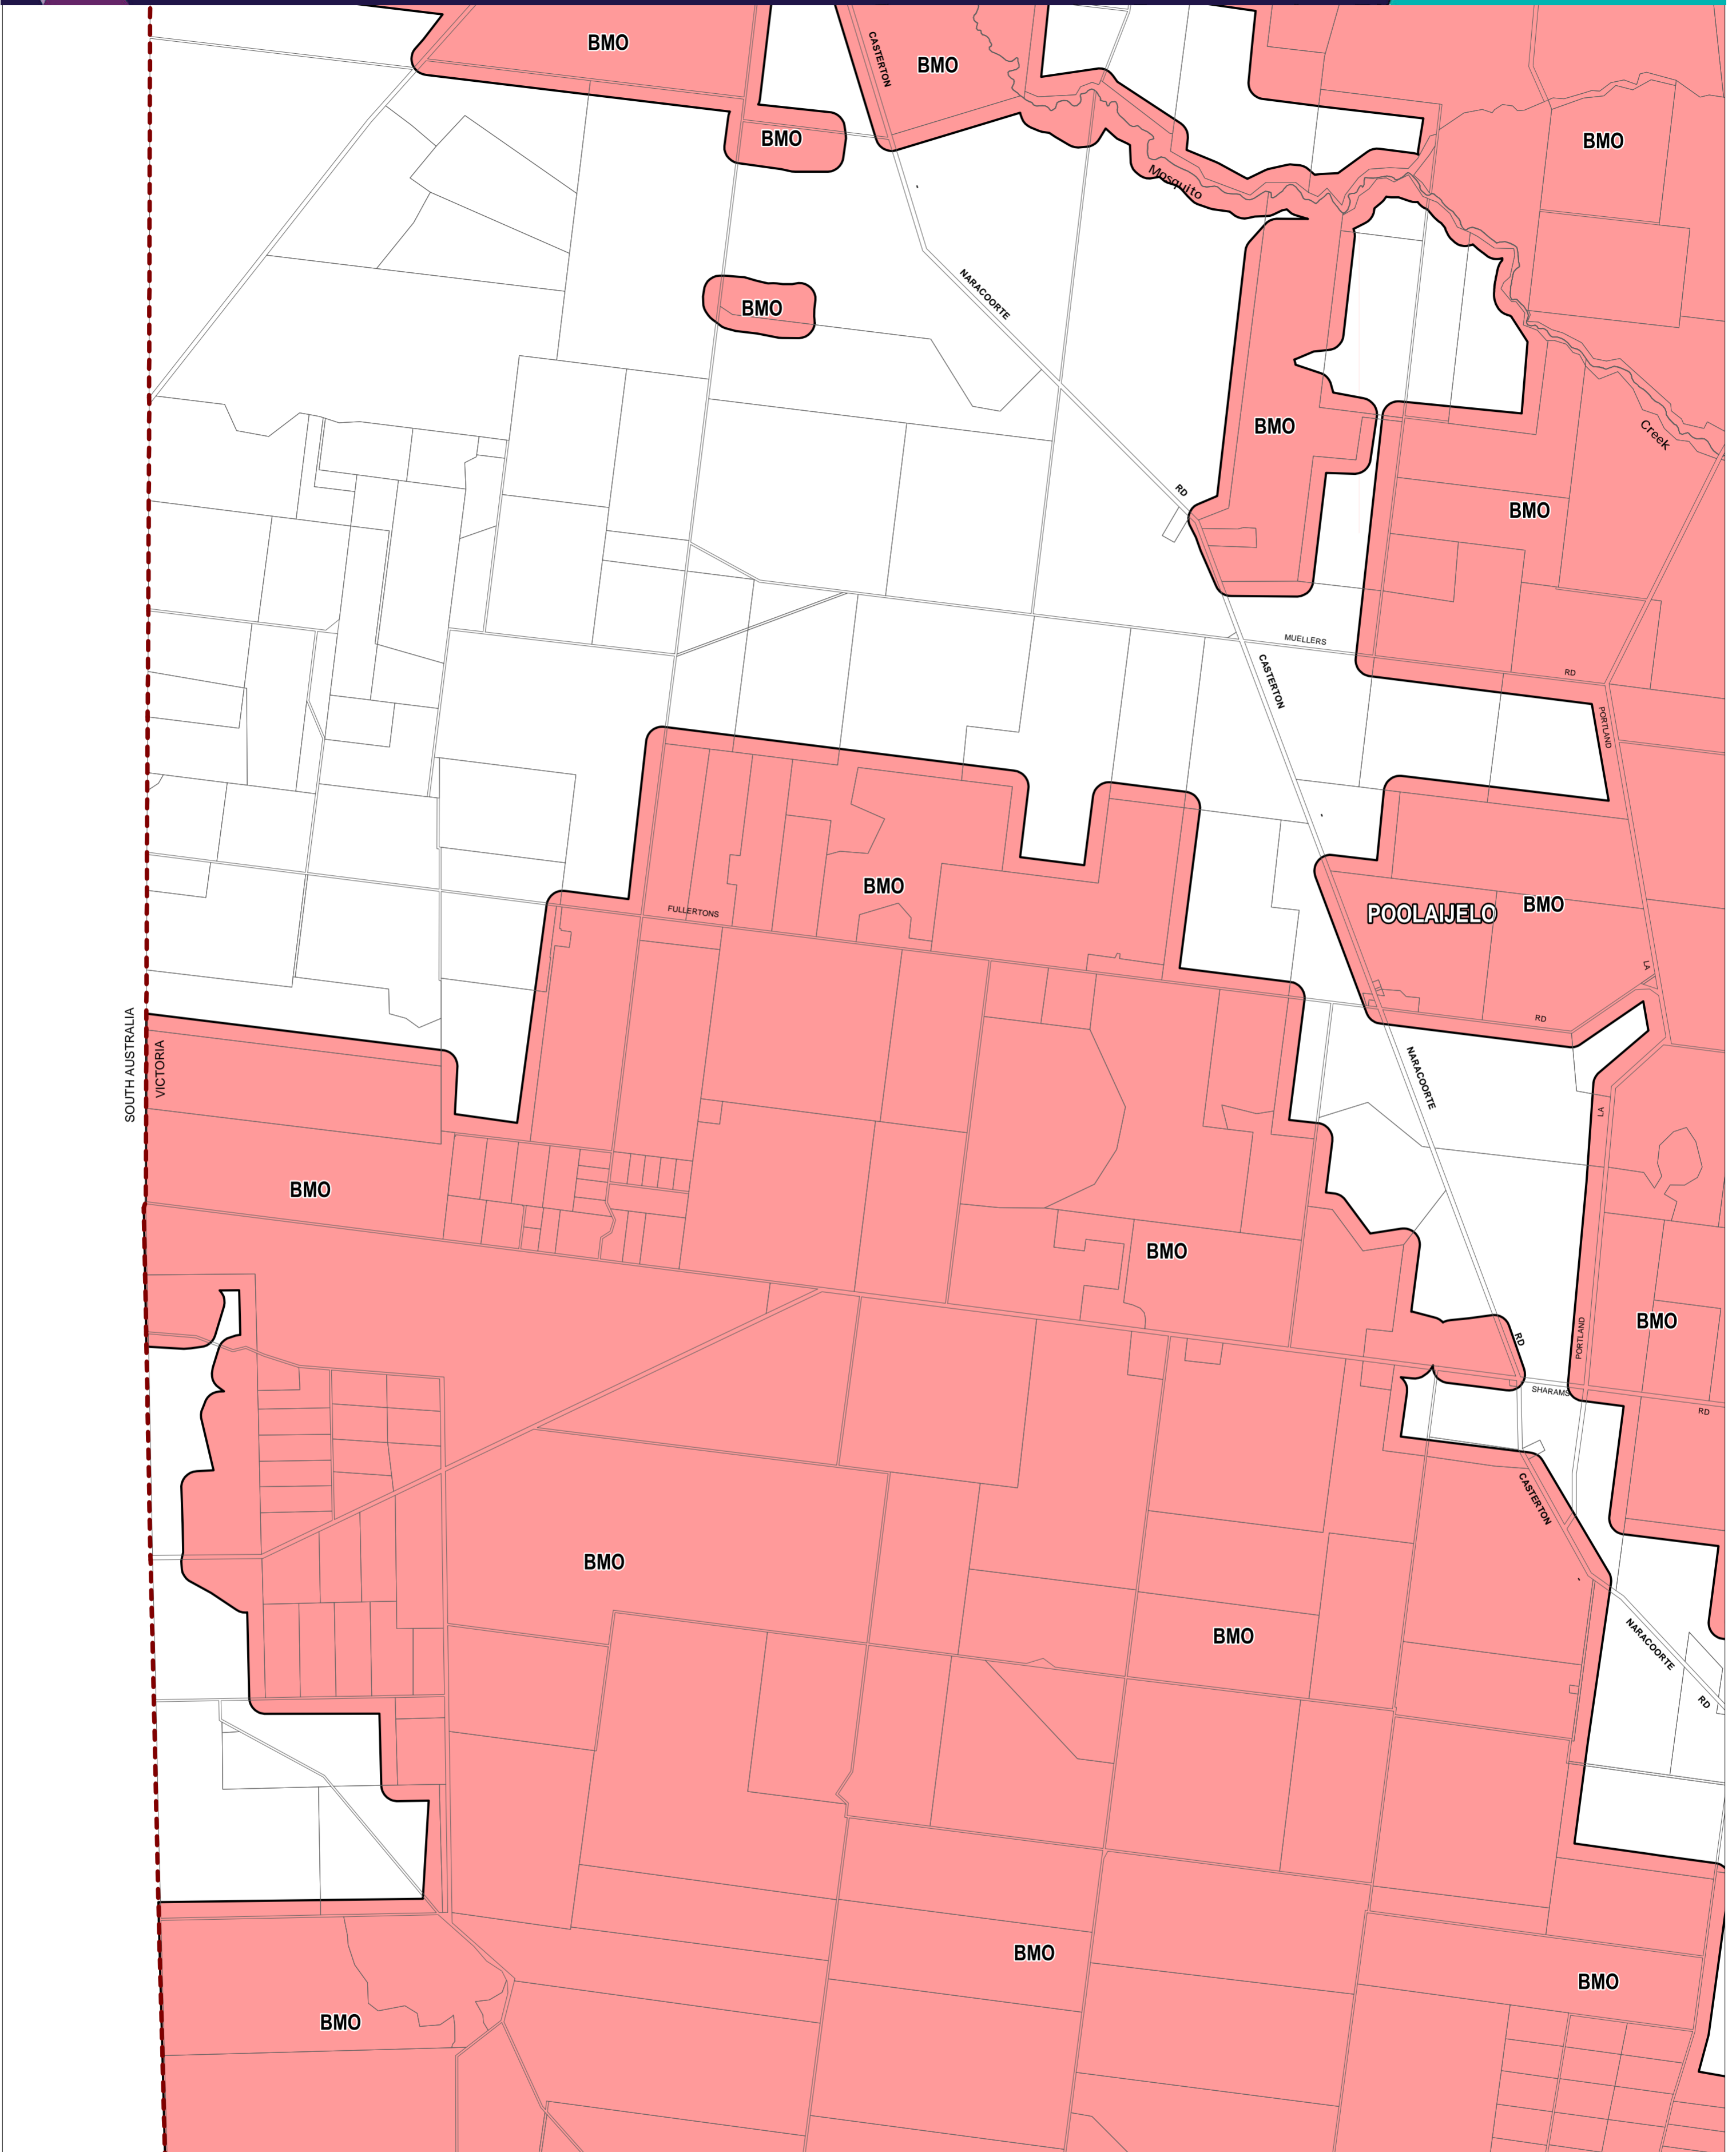 BMO
CASTERTON
BMO
BMO
BMO
Mosquito
NARACOORTE
BMO
BMO
Creek
RD
BMO
MUELLERS
RD
CASTERTON
PORTLAND
BMO
BMO
POOLAIJELO
FULLERTONS
LA
RD
SOUTH AUSTRALIA
VICTORIA
NARACOORTE
LA
BMO
BMO
BMO
PORTLAND
RD
SHARAMS
RD
CASTERTON
BMO
BMO
NARACOORTE
RD
BMO
BMO
BMO